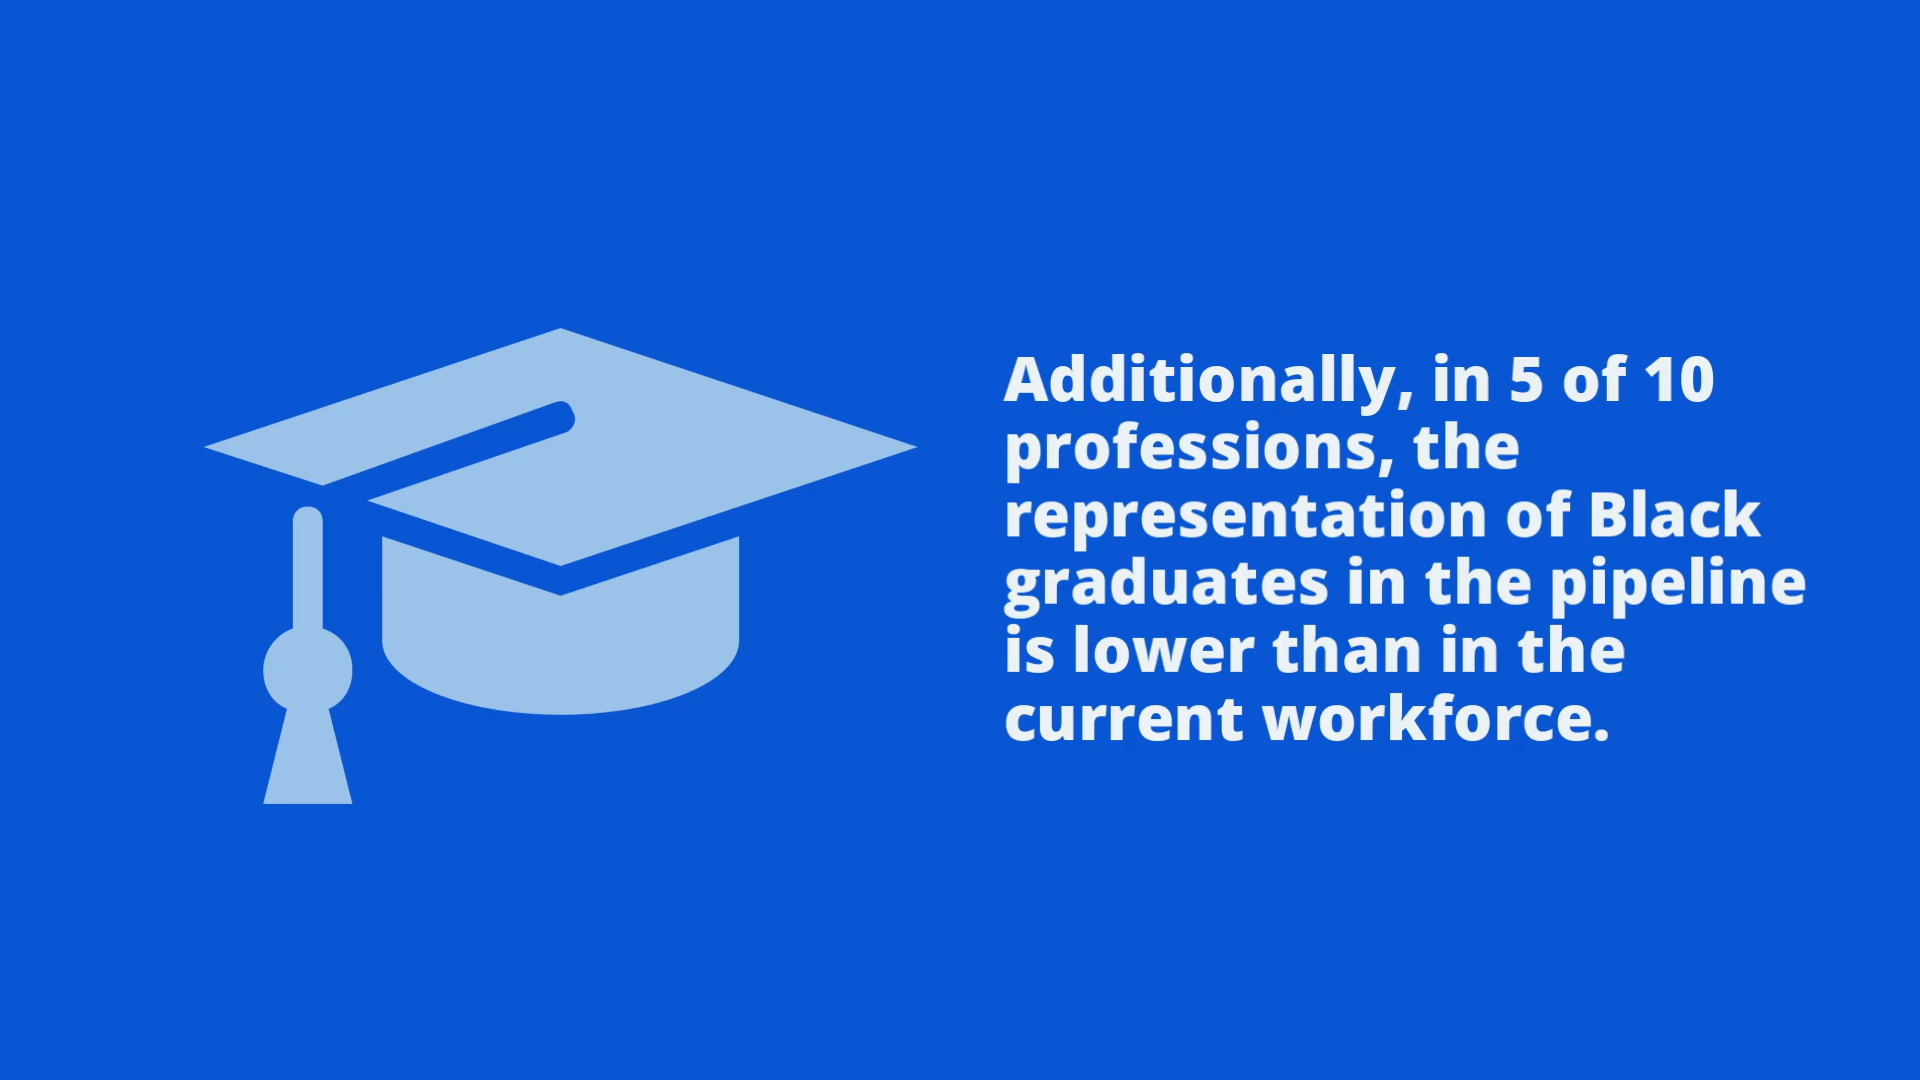 Additionally, in 5 of 10
professions, the
representation of Black
graduates in the pipeline
is lower than in the
current workforce.